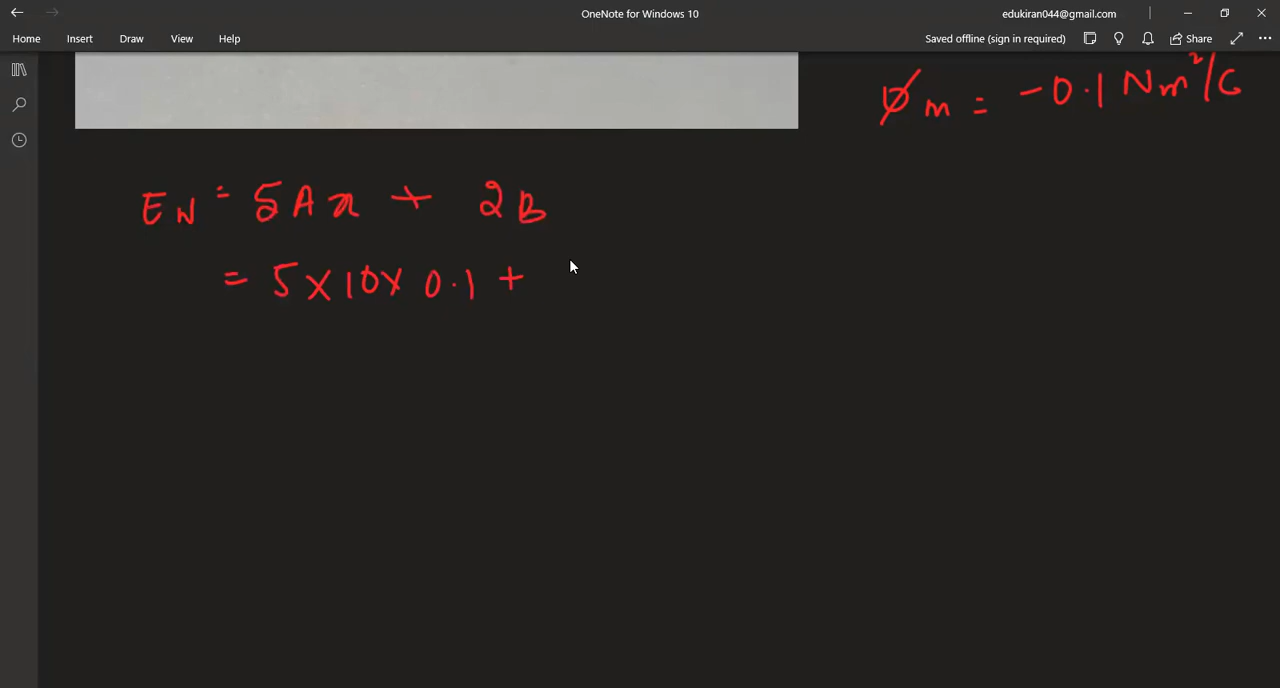 OneNote for Windows 10
edukiran044@gmail.com
Home Insert Draw View Help
Saved offline (sign in required) Share
∅m = -0.1 Nm²/C
EN = 5Ax + 2B
= 5 × 10 × 0.1 +